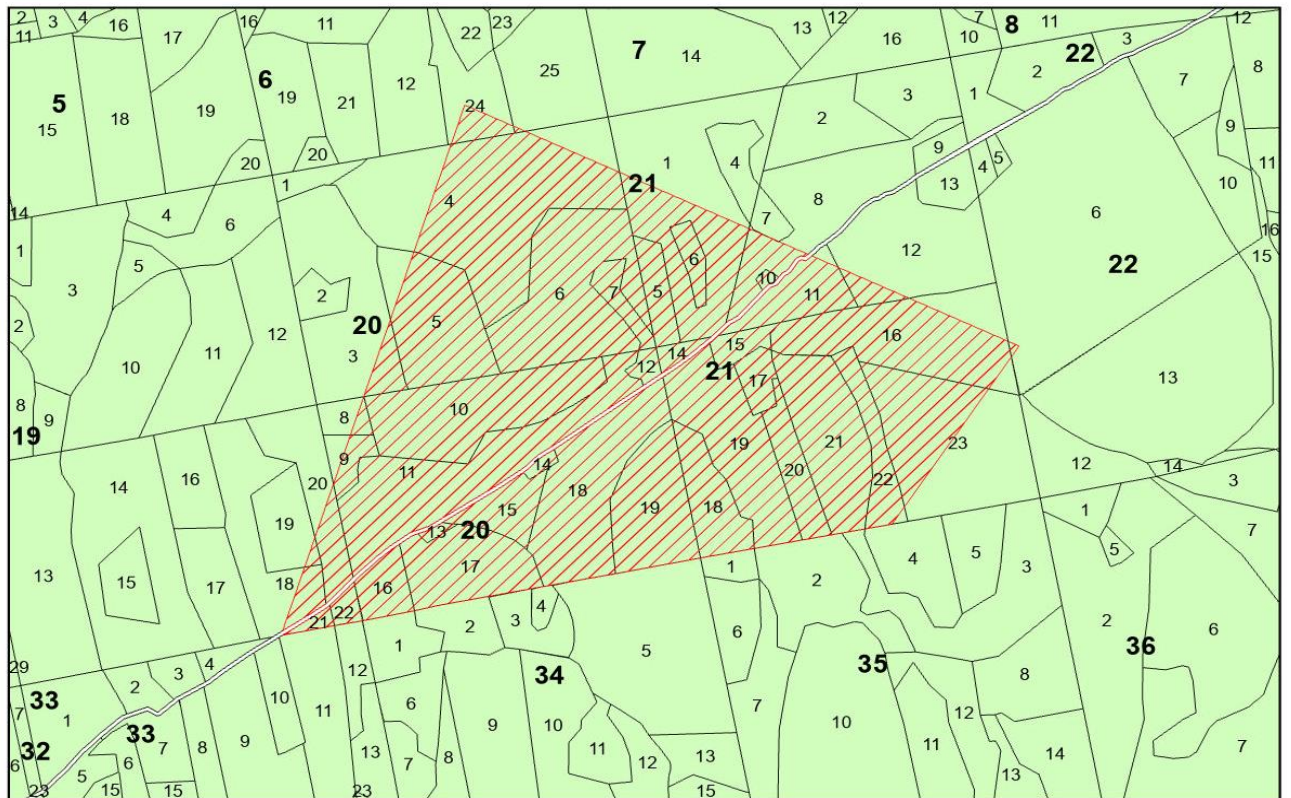 2 3 4 16 17 16 11 22 23 13 12 7 8 11 12
11 10 16 3
5 6 7 14 22
25 2 7 8
15 18 19 19 21 12 24 3 1
2 9
20 20 1 4 9 4 5 11
1 13 10
14 4 6 4 21 7 8 6 16
1 5 12 22 15
3 2 6 7 5 6 10 11
2 12 20 5 16
10 11 3 12 14 15 13
21 17
8 9 8 10
19 9 11 14 19 21 23 12 14
14 16 20 18 20 22 3
19 15 19 18 1
13 20 7
13 15 17 18 16 17 1 2 4 5 3 5
21 22 4
1 2 3 6 2 6
29 2 3 4 12 5 35 36
33 10 6 34 8
7 1 11 7
33 9 10 10 12
32 7 8 9 13 8 11 12 13 11 14 7
6 5 6 7 13
23 15 15 23 15